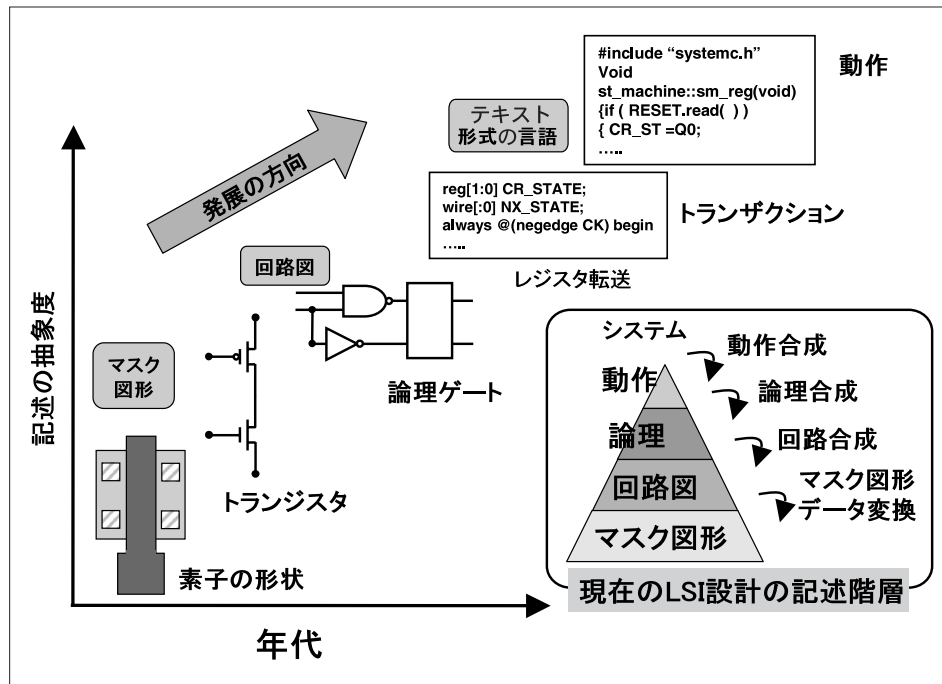 #include “systemc.h”
Void
st_machine::sm_reg(void)
{if ( RESET.read( ) )
{ CR_ST =Q0;
…..
動作
テキスト
形式の言語
発展の方向
reg[1:0] CR_STATE;
wire[:0] NX_STATE;
always @(negedge CK) begin
…..
トランザクション
レジスタ転送
回路図
論理ゲート
マスク
図形
トランジスタ
素子の形状
記述の抽象度
年代
システム
動作
論理
回路図
マスク図形
動作合成
論理合成
回路合成
マスク図形
データ変換
現在のLSI設計の記述階層